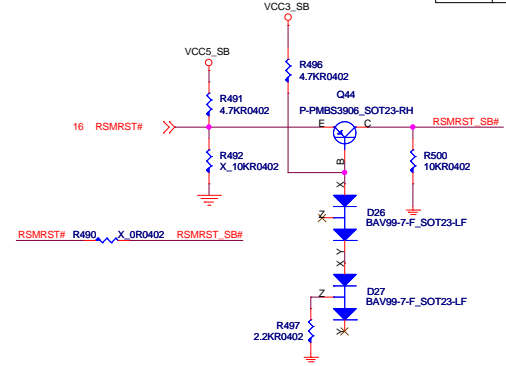 VCC3_SB
VCC5_SB
R496
4.7KR0402
R491
4.7KR0402
Q44
P-PMBS3906_SOT23-RH
16 RSMRST#
E
C
RSMRST_SB#
B
R492
X_10KR0402
R500
10KR0402
X
D26
BAV99-7-F_SOT23-LF
Z
Y
RSMRST# R490 X_0R0402 RSMRST_SB#
X
D27
BAV99-7-F_SOT23-LF
Z
R497
2.2KR0402
Y